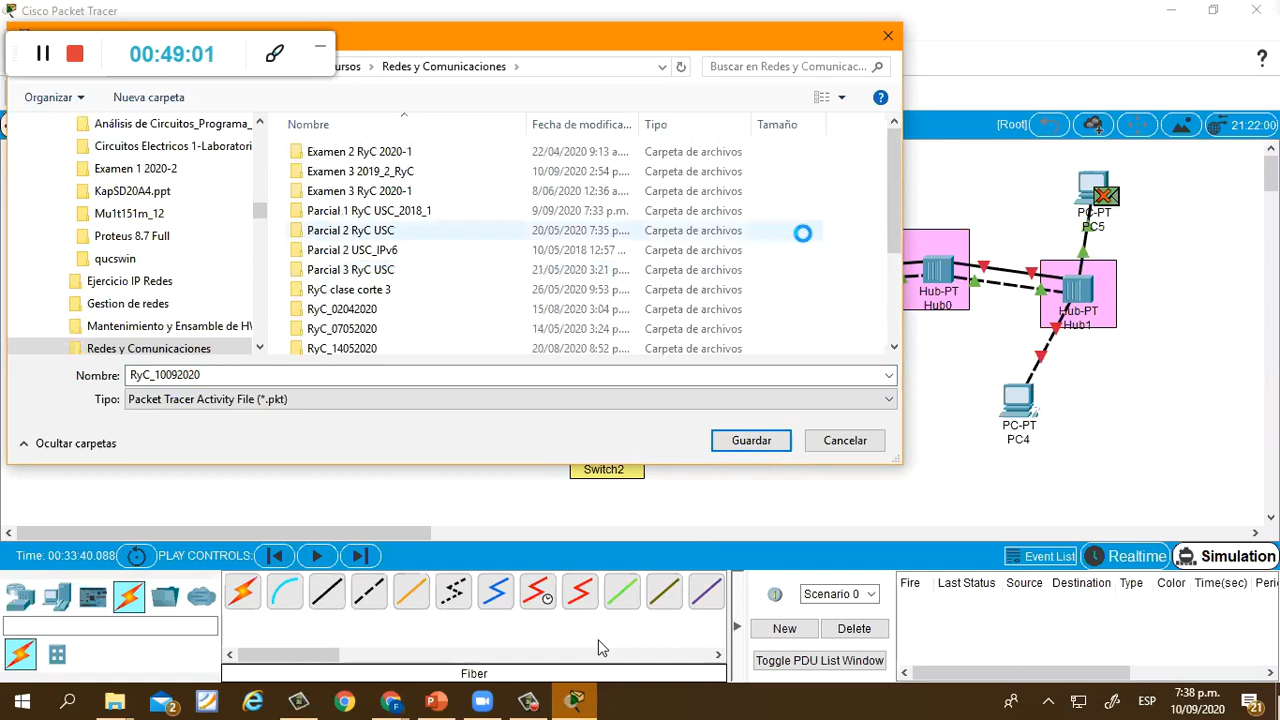 Cisco Packet Tracer
00:49:01
ursos > Redes y Comunicaciones >
Buscar en Redes y Comunicac...
Organizar
Nueva carpeta
Análisis de Circuitos_Programa_
Circuitos Electricos 1-Laboratori
Examen 1 2020-2
KapSD20A4.ppt
Mu1t151m_12
Proteus 8.7 Full
qucswin
Ejercicio IP Redes
Gestion de redes
Mantenimiento y Ensamble de HV
Redes y Comunicaciones
Nombre Fecha de modifica... Tipo Tamaño
Examen 2 RyC 2020-1 22/04/2020 9:13 a.... Carpeta de archivos
Examen 3 2019_2_RyC 10/09/2020 2:54 p.... Carpeta de archivos
Examen 3 RyC 2020-1 8/06/2020 12:36 a.... Carpeta de archivos
Parcial 1 RyC USC_2018_1 9/09/2020 7:33 p.m. Carpeta de archivos
Parcial 2 RyC USC 20/05/2020 7:35 p.... Carpeta de archivos
Parcial 2 USC_IPv6 10/05/2018 12:57 ... Carpeta de archivos
Parcial 3 RyC USC 21/05/2020 3:21 p.... Carpeta de archivos
RyC clase corte 3 26/05/2020 9:53 p.... Carpeta de archivos
RyC_02042020 15/08/2020 3:04 p.... Carpeta de archivos
RyC_07052020 14/05/2020 3:24 p.... Carpeta de archivos
RyC_14052020 20/08/2020 8:52 p.... Carpeta de archivos
Nombre: RyC_10092020
Tipo: Packet Tracer Activity File (*.pkt)
Ocultar carpetas
Guardar
Cancelar
[Root]
21:22:00
PC-PT
PC5
Hub-PT
Hub0
Hub-PT
Hub1
PC-PT
PC4
Switch2
Time: 00:33:40.088
PLAY CONTROLS:
Event List
Realtime
Simulation
Fiber
Scenario 0
New
Delete
Toggle PDU List Window
Fire Last Status Source Destination Type Color Time(sec) Peri
2
ESP
7:38 p.m.
10/09/2020
21